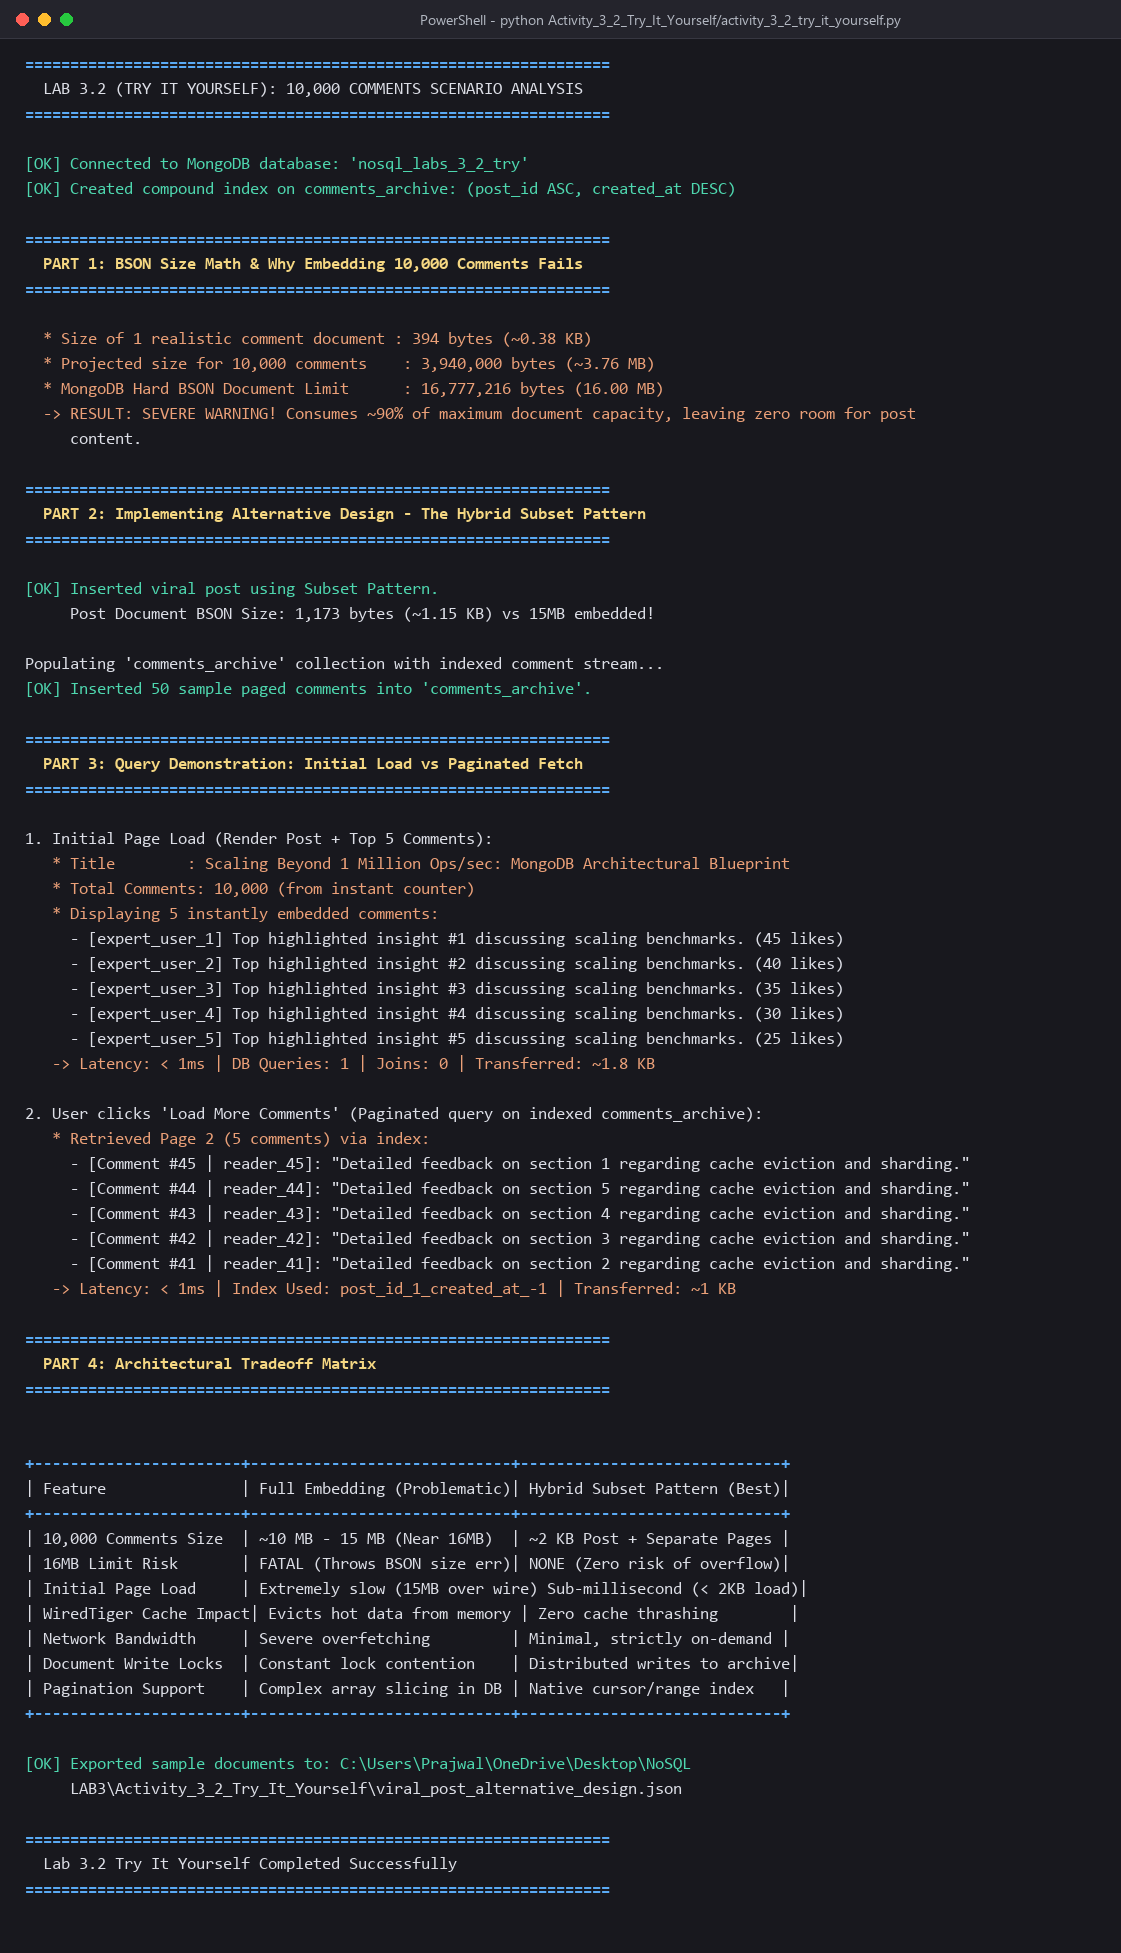 PowerShell - python Activity_3_2_Try_It_Yourself/activity_3_2_try_it_yourself.py
=================================================================
  LAB 3.2 (TRY IT YOURSELF): 10,000 COMMENTS SCENARIO ANALYSIS
=================================================================
[OK] Connected to MongoDB database: 'nosql_labs_3_2_try'
[OK] Created compound index on comments_archive: (post_id ASC, created_at DESC)
=================================================================
  PART 1: BSON Size Math & Why Embedding 10,000 Comments Fails
=================================================================
  * Size of 1 realistic comment document : 394 bytes (~0.38 KB)
  * Projected size for 10,000 comments    : 3,940,000 bytes (~3.76 MB)
  * MongoDB Hard BSON Document Limit      : 16,777,216 bytes (16.00 MB)
  -> RESULT: SEVERE WARNING! Consumes ~90% of maximum document capacity, leaving zero room for post
     content.
=================================================================
  PART 2: Implementing Alternative Design - The Hybrid Subset Pattern
=================================================================
[OK] Inserted viral post using Subset Pattern.
     Post Document BSON Size: 1,173 bytes (~1.15 KB) vs 15MB embedded!
Populating 'comments_archive' collection with indexed comment stream...
[OK] Inserted 50 sample paged comments into 'comments_archive'.
=================================================================
  PART 3: Query Demonstration: Initial Load vs Paginated Fetch
=================================================================
1. Initial Page Load (Render Post + Top 5 Comments):
   * Title        : Scaling Beyond 1 Million Ops/sec: MongoDB Architectural Blueprint
   * Total Comments: 10,000 (from instant counter)
   * Displaying 5 instantly embedded comments:
     - [expert_user_1] Top highlighted insight #1 discussing scaling benchmarks. (45 likes)
     - [expert_user_2] Top highlighted insight #2 discussing scaling benchmarks. (40 likes)
     - [expert_user_3] Top highlighted insight #3 discussing scaling benchmarks. (35 likes)
     - [expert_user_4] Top highlighted insight #4 discussing scaling benchmarks. (30 likes)
     - [expert_user_5] Top highlighted insight #5 discussing scaling benchmarks. (25 likes)
   -> Latency: < 1ms | DB Queries: 1 | Joins: 0 | Transferred: ~1.8 KB
2. User clicks 'Load More Comments' (Paginated query on indexed comments_archive):
   * Retrieved Page 2 (5 comments) via index:
     - [Comment #45 | reader_45]: "Detailed feedback on section 1 regarding cache eviction and sharding."
     - [Comment #44 | reader_44]: "Detailed feedback on section 5 regarding cache eviction and sharding."
     - [Comment #43 | reader_43]: "Detailed feedback on section 4 regarding cache eviction and sharding."
     - [Comment #42 | reader_42]: "Detailed feedback on section 3 regarding cache eviction and sharding."
     - [Comment #41 | reader_41]: "Detailed feedback on section 2 regarding cache eviction and sharding."
   -> Latency: < 1ms | Index Used: post_id_1_created_at_-1 | Transferred: ~1 KB
=================================================================
  PART 4: Architectural Tradeoff Matrix
=================================================================
+-----------------------+-----------------------------+-----------------------------+
| Feature               | Full Embedding (Problematic)| Hybrid Subset Pattern (Best)|
+-----------------------+-----------------------------+-----------------------------+
| 10,000 Comments Size  | ~10 MB - 15 MB (Near 16MB)  | ~2 KB Post + Separate Pages |
| 16MB Limit Risk       | FATAL (Throws BSON size err)| NONE (Zero risk of overflow)|
| Initial Page Load     | Extremely slow (15MB over wire) Sub-millisecond (< 2KB load)|
| WiredTiger Cache Impact| Evicts hot data from memory | Zero cache thrashing        |
| Network Bandwidth     | Severe overfetching         | Minimal, strictly on-demand |
| Document Write Locks  | Constant lock contention    | Distributed writes to archive|
| Pagination Support    | Complex array slicing in DB | Native cursor/range index   |
+-----------------------+-----------------------------+-----------------------------+
[OK] Exported sample documents to: C:\Users\Prajwal\OneDrive\Desktop\NoSQL
     LAB3\Activity_3_2_Try_It_Yourself\viral_post_alternative_design.json
=================================================================
  Lab 3.2 Try It Yourself Completed Successfully
=================================================================